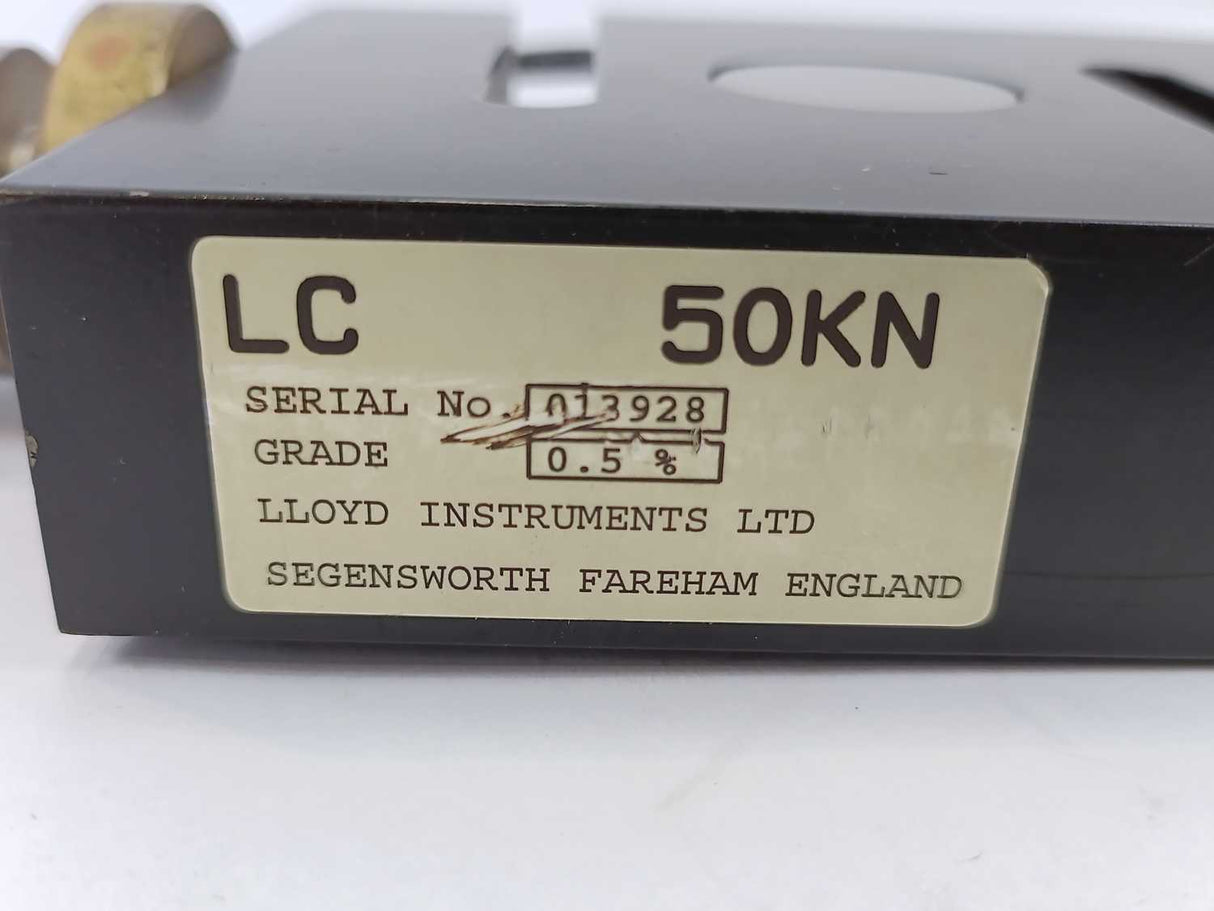 LC 50KN
SERIAL No. 013928
GRADE 0.5 %
LLOYD INSTRUMENTS LTD
SEGENSWORTH FAREHAM ENGLAND